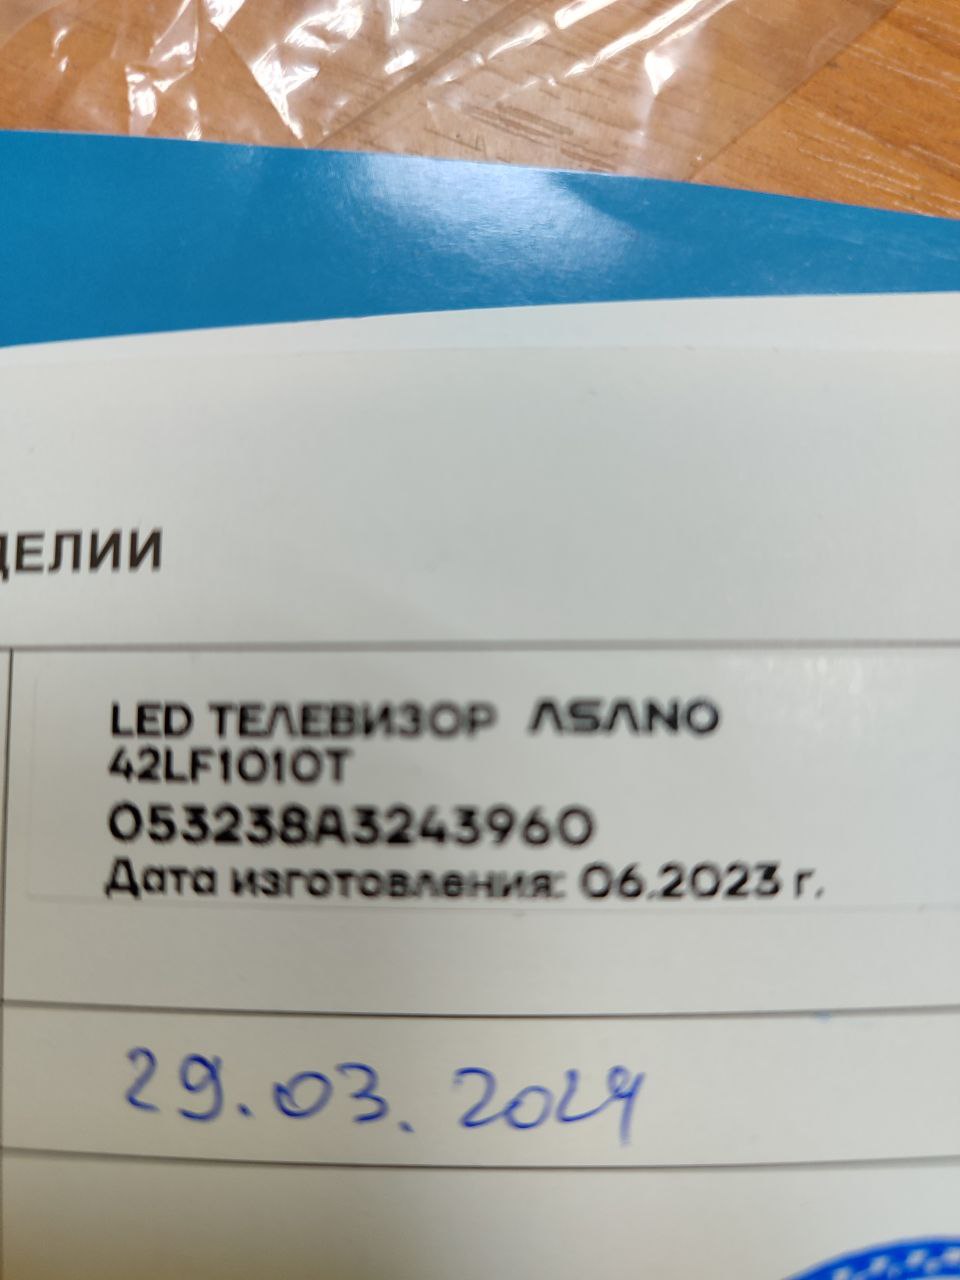 ДЕЛИИ
LED ТЕЛЕВИЗОР ASANO
42LF1010T
053238A3243960
Дата изготовления: 06.2023 г.
29.03.2024